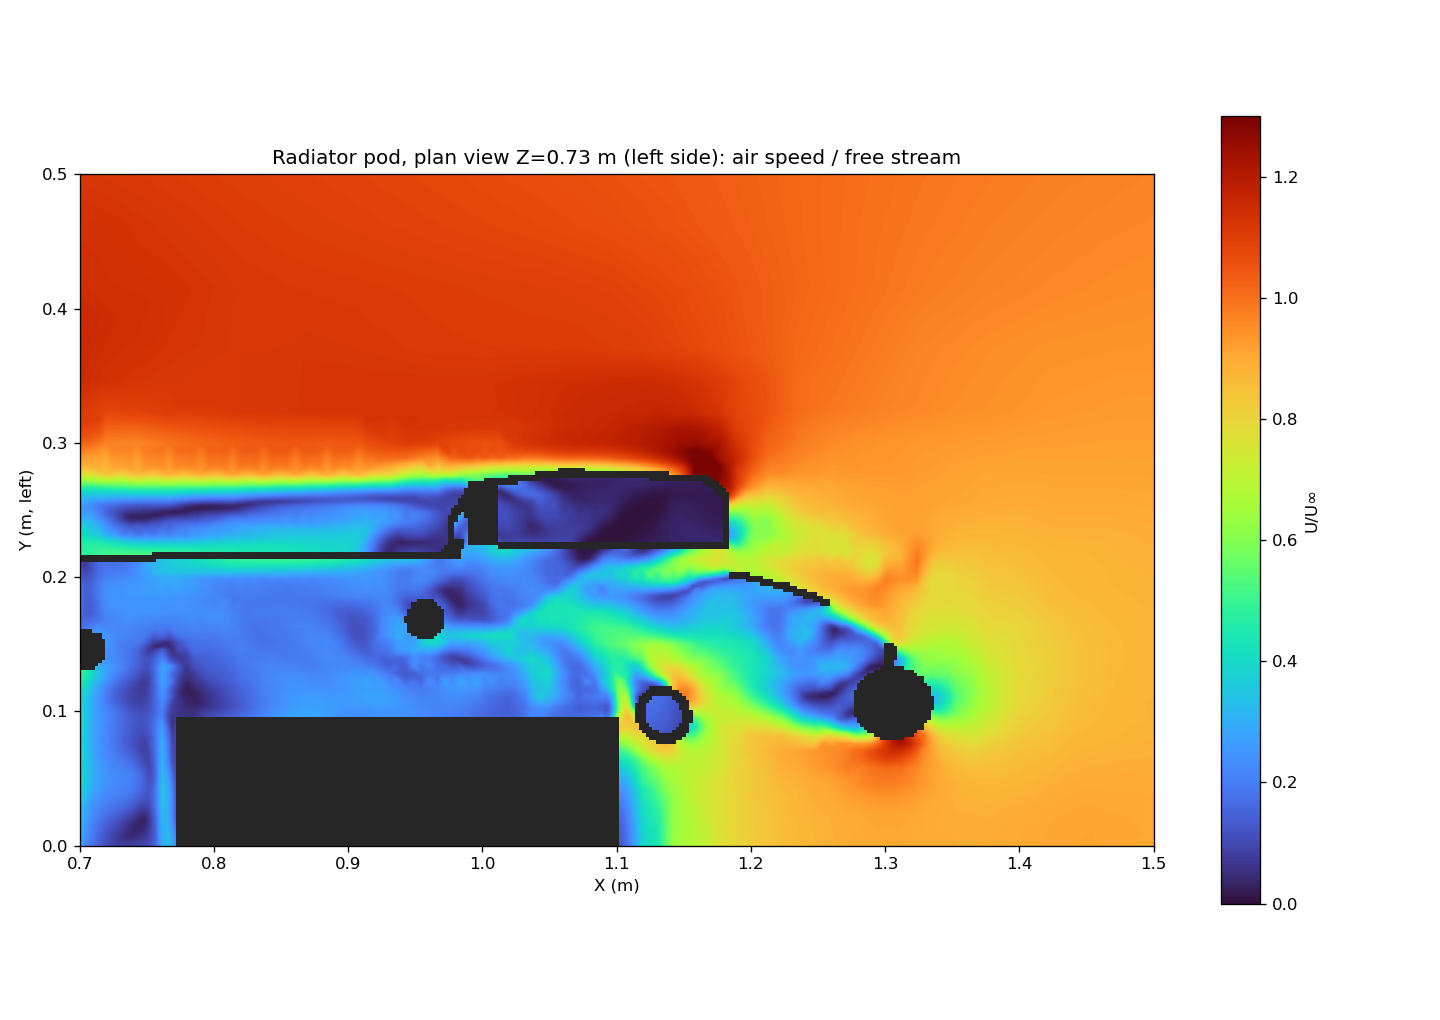 Radiator pod, plan view Z=0.73 m (left side): air speed / free stream
0.5
0.4
0.3
0.2
0.1
0.0
Y (m, left)
0.7 0.8 0.9 1.0 1.1 1.2 1.3 1.4 1.5
X (m)
1.2
1.0
0.8
0.6
0.4
0.2
0.0
U/U∞